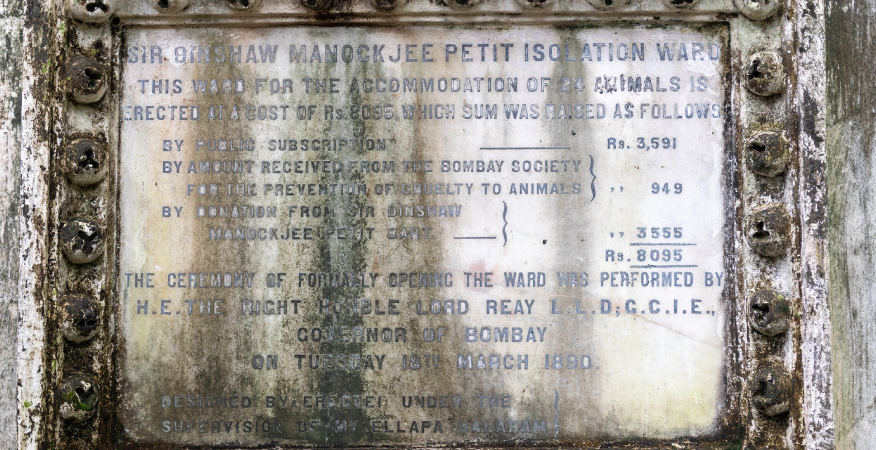 SIR DINSHAW MANOCKJEE PETIT ISOLATION WARD
THIS WARD FOR THE ACCOMMODATION OF 24 ANIMALS IS
ERECTED AT A COST OF Rs. 8095, WHICH SUM WAS RAISED AS FOLLOWS
BY PUBLIC SUBSCRIPTION Rs. 3,591
BY AMOUNT RECEIVED FROM THE BOMBAY SOCIETY
FOR THE PREVENTION OF CRUELTY TO ANIMALS } ,, 949
BY DONATION FROM SIR DINSHAW
MANOCKJEE PETIT BART. } ,, 3555
Rs. 8095
THE CEREMONY OF FORMALLY OPENING THE WARD WAS PERFORMED BY
H.E. THE RIGHT HONBLE LORD REAY L.L.D; G.C.I.E.,
GOVERNOR OF BOMBAY
ON TUESDAY MARCH 1890.
DESIGNED BY & ERECTED UNDER THE
SUPERVISION OF ELLAPA BALARAM